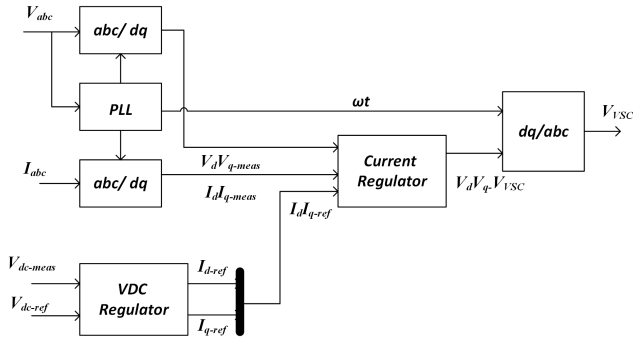 Vabc
abc/ dq
PLL
ωt
dq/abc
VVSC
Iabc
abc/ dq
VdVq-meas
IdIq-meas
Current
Regulator
VdVq-VVSC
IdIq-ref
Vdc-meas
Vdc-ref
VDC
Regulator
Id-ref
Iq-ref